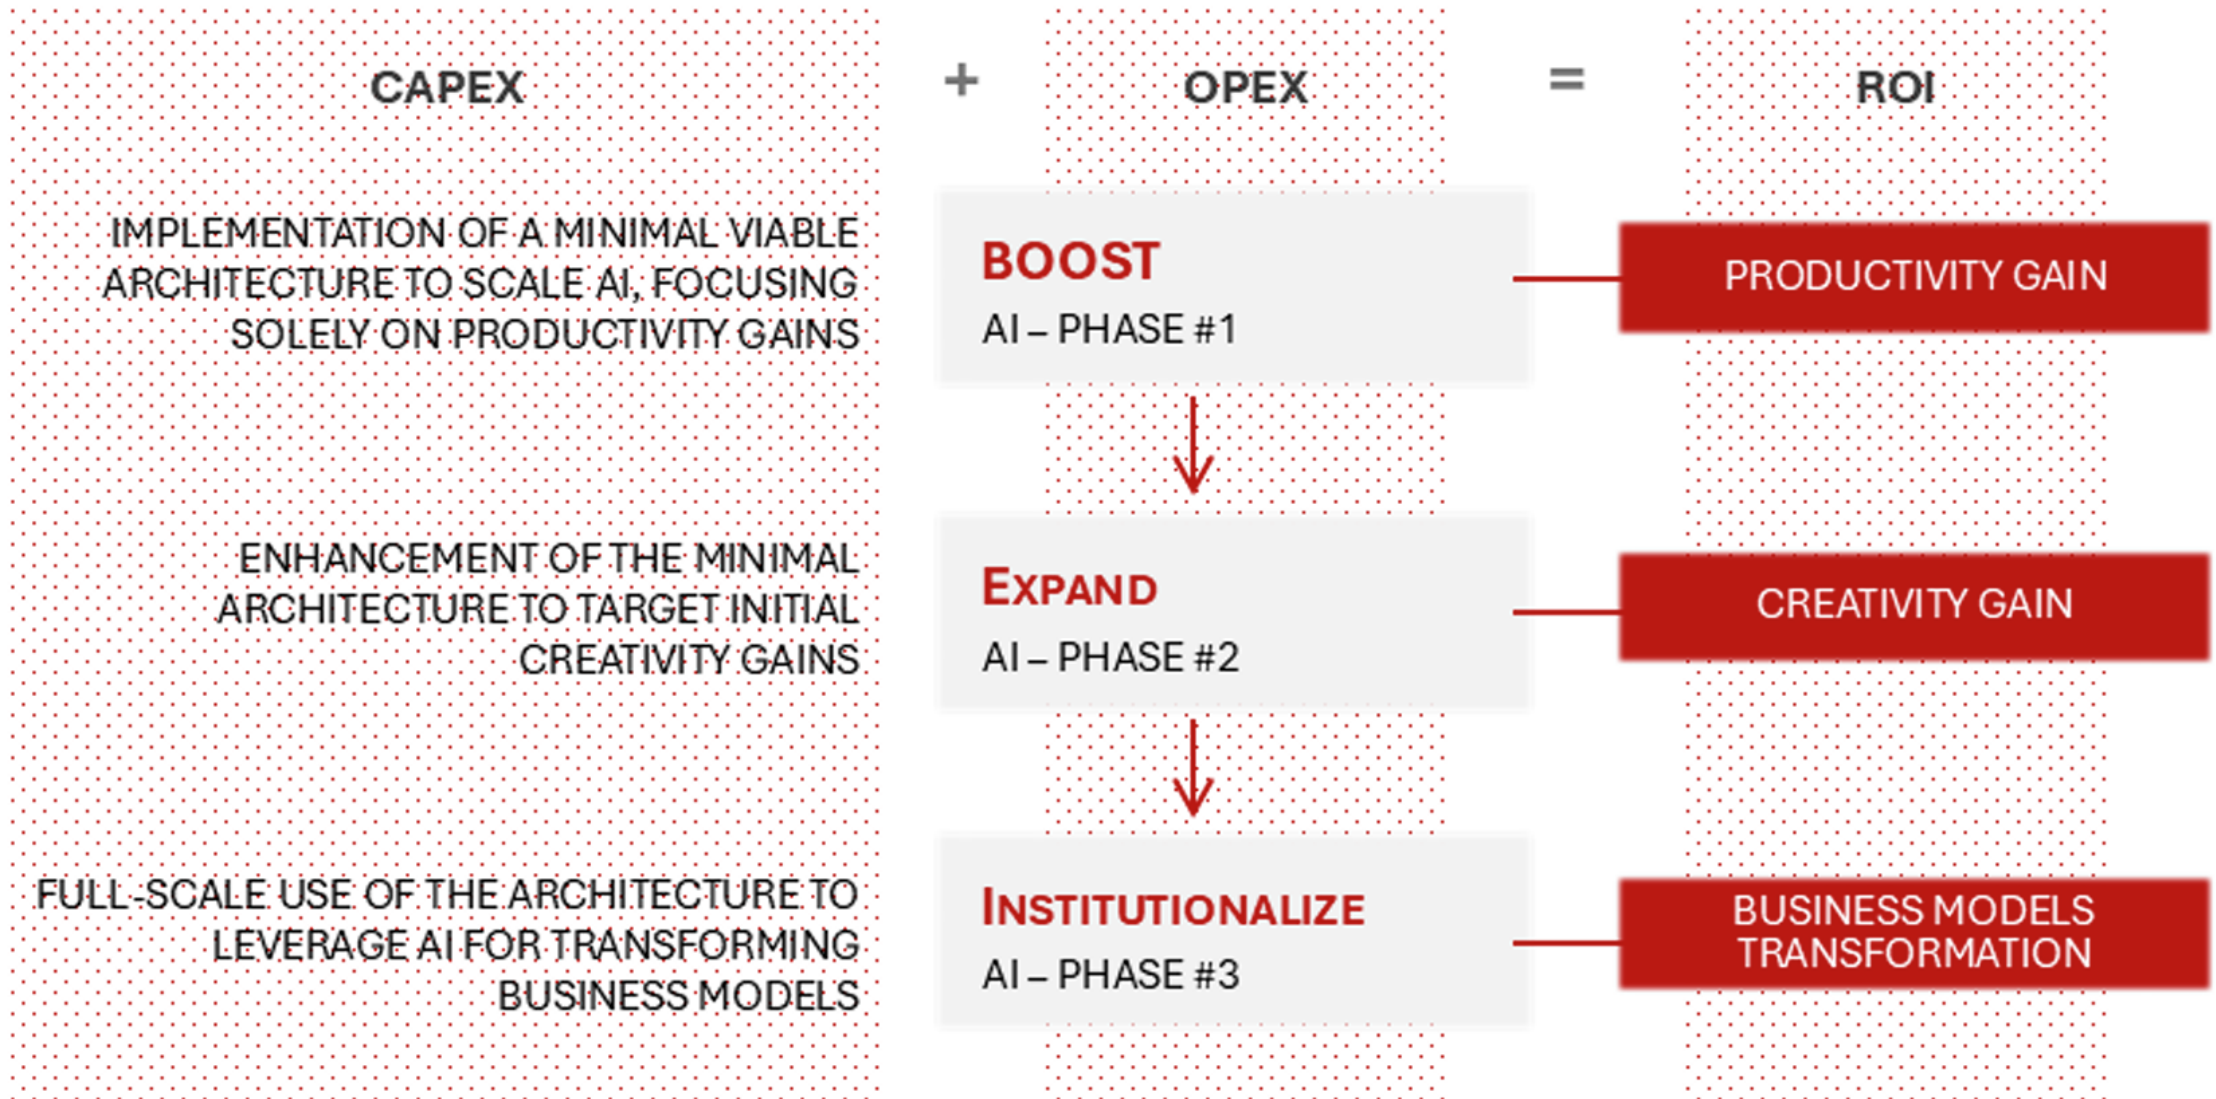 CAPEX + OPEX = ROI
IMPLEMENTATION OF A MINIMAL VIABLE
ARCHITECTURE TO SCALE AI, FOCUSING
SOLELY ON PRODUCTIVITY GAINS
BOOST
AI – PHASE #1
PRODUCTIVITY GAIN
ENHANCEMENT OF THE MINIMAL
ARCHITECTURE TO TARGET INITIAL
CREATIVITY GAINS
EXPAND
AI – PHASE #2
CREATIVITY GAIN
FULL-SCALE USE OF THE ARCHITECTURE TO
LEVERAGE AI FOR TRANSFORMING
BUSINESS MODELS
INSTITUTIONALIZE
AI – PHASE #3
BUSINESS MODELS
TRANSFORMATION